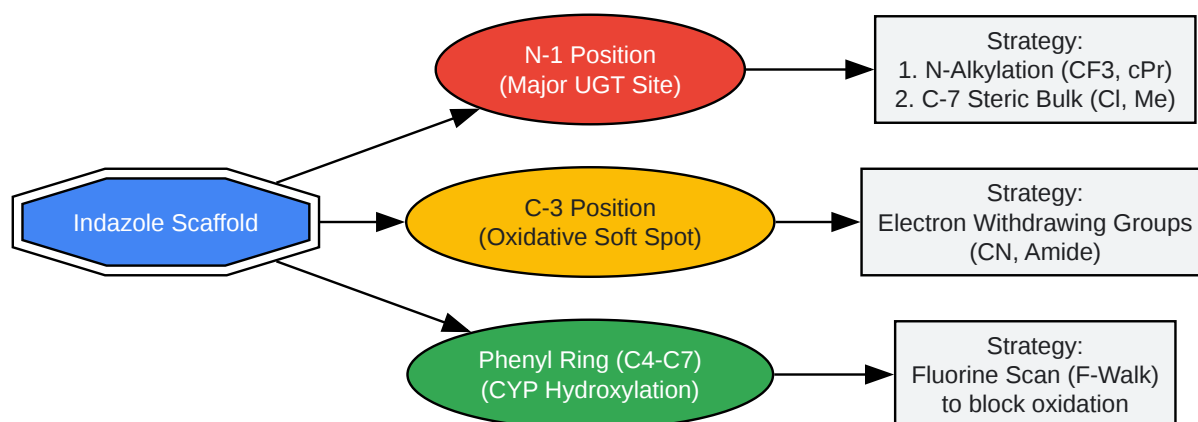 N-1 Position
(Major UGT Site)
Strategy:
1. N-Alkylation (CF3, cPr)
2. C-7 Steric Bulk (Cl, Me)
Indazole Scaffold
C-3 Position
(Oxidative Soft Spot)
Strategy:
Electron Withdrawing Groups
(CN, Amide)
Phenyl Ring (C4-C7)
(CYP Hydroxylation)
Strategy:
Fluorine Scan (F-Walk)
to block oxidation